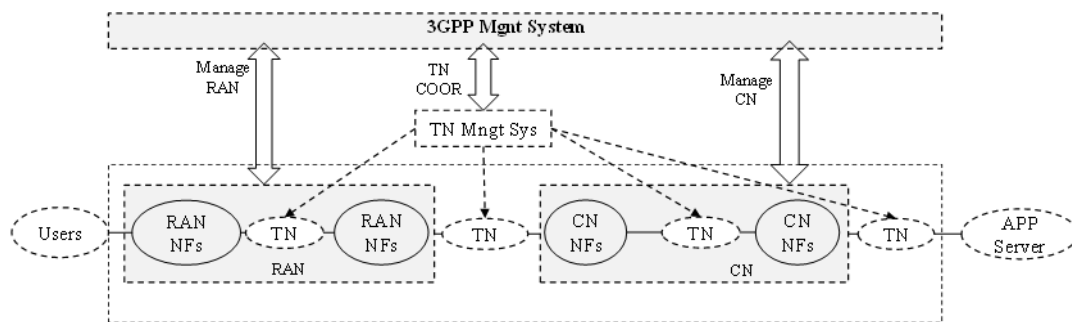 3GPP Mgnt System
Manage
RAN
TN
COOR
Manage
CN
TN Mngt Sys
Users
RAN
NFs
TN
RAN
NFs
TN
CN
NFs
TN
CN
NFs
TN
APP
Server
RAN
CN